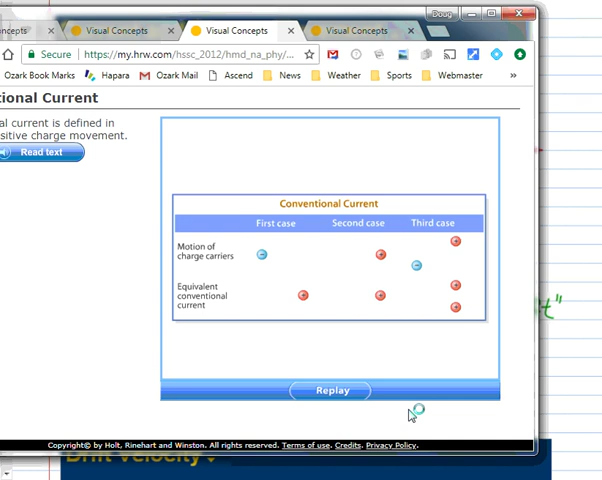 Doug
Visual Concepts
Visual Concepts
Visual Concepts
Secure
https://my.hrw.com/hssc_2012/hmd_na_phy/...
Ozark Book Marks
Hapara
Ozark Mail
Ascend
News
Weather
Sports
Webmaster
»
tional Current
al current is defined in
sitive charge movement.
Read text
Conventional Current
First case Second case Third case
Motion of
charge carriers
Equivalent
conventional
current
Replay
Copyright© by Holt, Rinehart and Winston. All rights reserved. Terms of use. Credits. Privacy Policy.
Drift Velocity